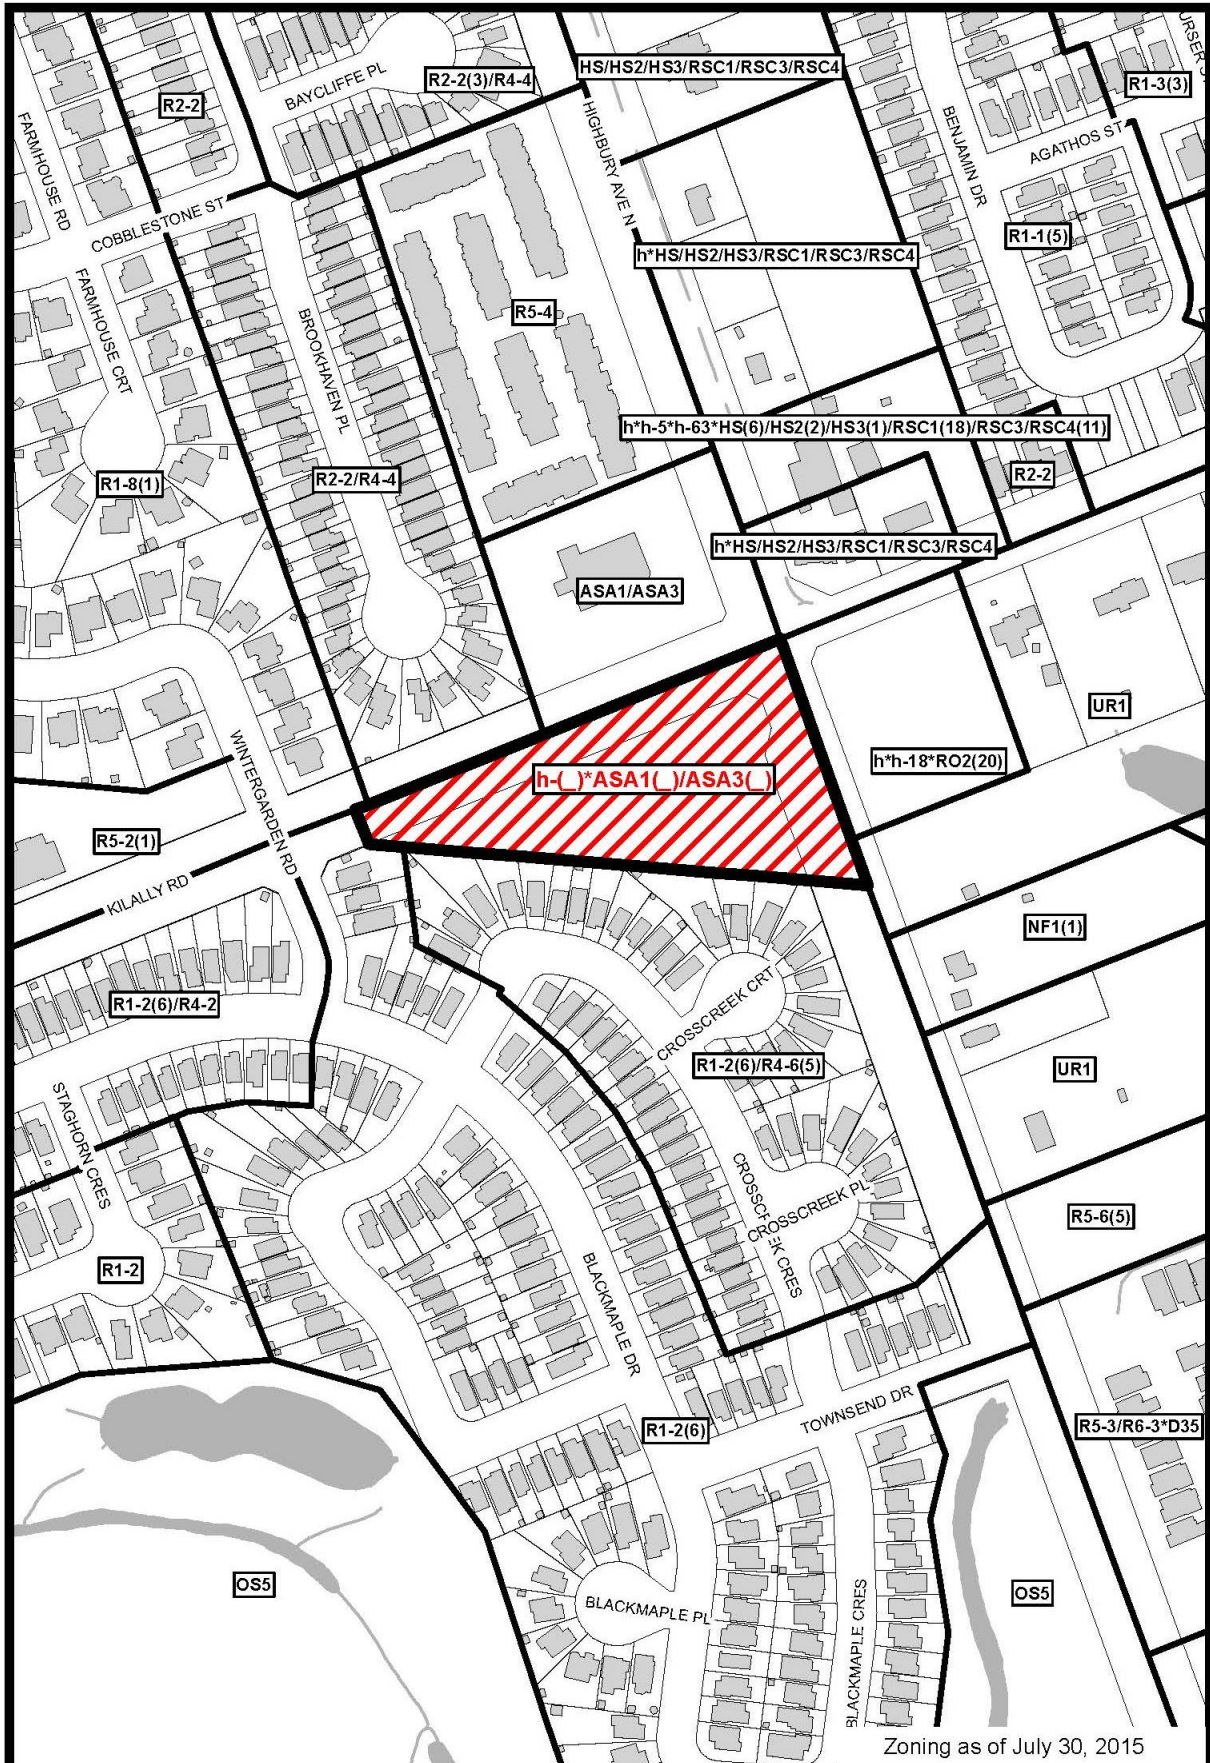 HS/HS2/HS3/RSC1/RSC3/RSC4
R2-2(3)/R4-4
R1-3(3)
R2-2
BAYCLIFFE PL
FARMHOUSE RD
HIGHBURY AVE N
BENJAMIN DR
AGATHOS ST
COBBLESTONE ST
R1-1(5)
h*HS/HS2/HS3/RSC1/RSC3/RSC4
FARMHOUSE CRT
BROOKHAVEN PL
R5-4
h*h-5*h-63*HS(6)/HS2(2)/HS3(1)/RSC1(18)/RSC3/RSC4(11)
R2-2
R1-8(1)
R2-2/R4-4
h*HS/HS2/HS3/RSC1/RSC3/RSC4
ASA1/ASA3
UR1
WINTERGARDEN RD
h*h-18*RO2(20)
h-(_)*ASA1(_)/ASA3(_)
R5-2(1)
KILALLY RD
NF1(1)
R1-2(6)/R4-2
CROSSCREEK CRT
R1-2(6)/R4-6(5)
UR1
STAGHORN CRES
CROSSCREEK PL
CROSSCREEK CRES
R5-6(5)
R1-2
BLACKMAPLE DR
TOWNSEND DR
R1-2(6)
R5-3/R6-3*D35
OS5
OS5
BLACKMAPLE PL
BLACKMAPLE CRES
Zoning as of July 30, 2015